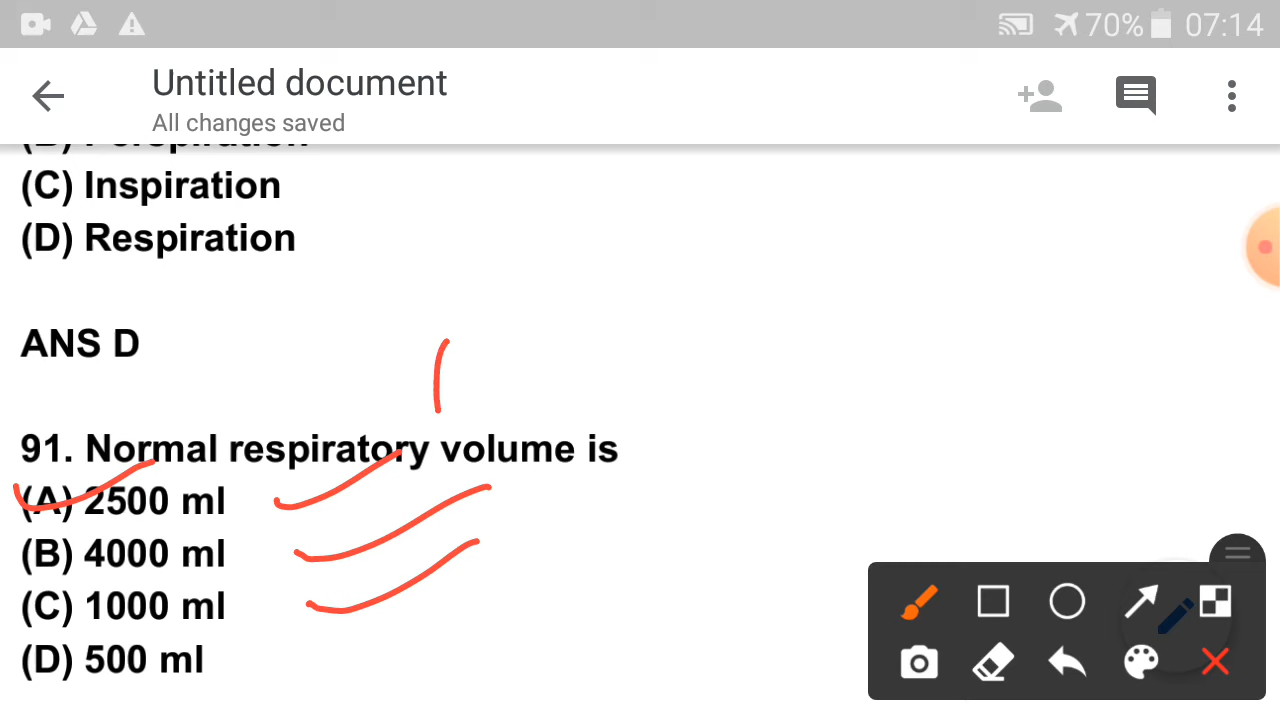 70% 07:14
Untitled document
All changes saved
(B) Perspiration
(C) Inspiration
(D) Respiration
ANS D
91. Normal respiratory volume is
(A) 2500 ml
(B) 4000 ml
(C) 1000 ml
(D) 500 ml